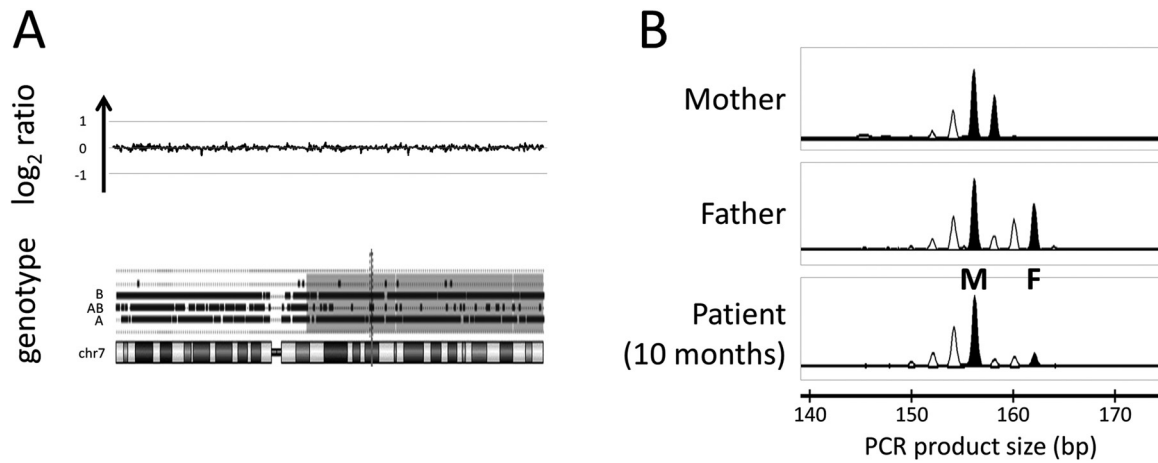 A
log2 ratio
1
0
-1
genotype
B
AB
A
chr7
B
Mother
Father
M F
Patient
(10 months)
140 150 160 170
PCR product size (bp)